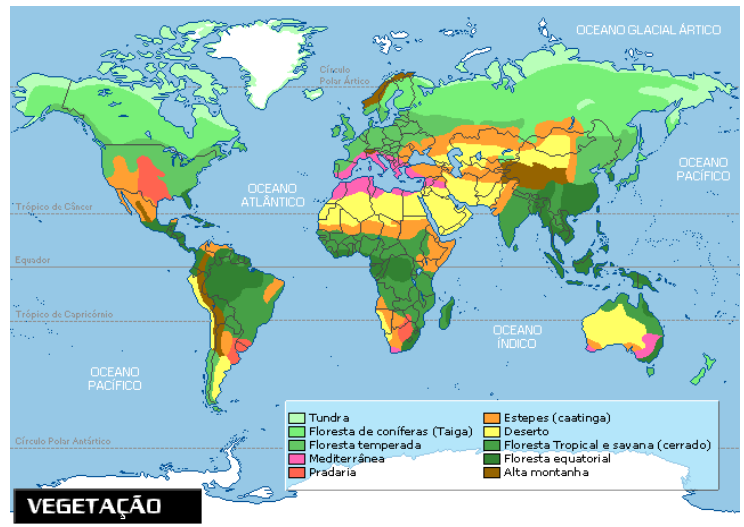 OCEANO GLACIAL ÁRTICO
Círculo
Polar Ártico
OCEANO
PACÍFICO
OCEANO
ATLÂNTICO
Trópico de Câncer
Equador
Trópico de Capricórnio
OCEANO
ÍNDICO
OCEANO
PACÍFICO
Círculo Polar Antártico
Tundra
Floresta de coníferas (Taiga)
Floresta temperada
Mediterrânea
Pradaria
Estepes (caatinga)
Deserto
Floresta Tropical e savana (cerrado)
Floresta equatorial
Alta montanha
VEGETAÇÃO